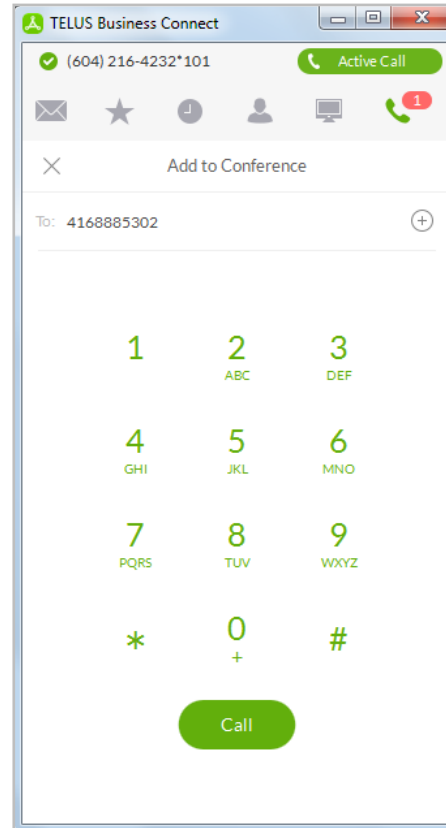 TELUS Business Connect
(604) 216-4232*101 Active Call
1
Add to Conference
To: 4168885302
1 2 3
ABC DEF
4 5 6
GHI JKL MNO
7 8 9
PQRS TUV WXYZ
* 0 #
+
Call